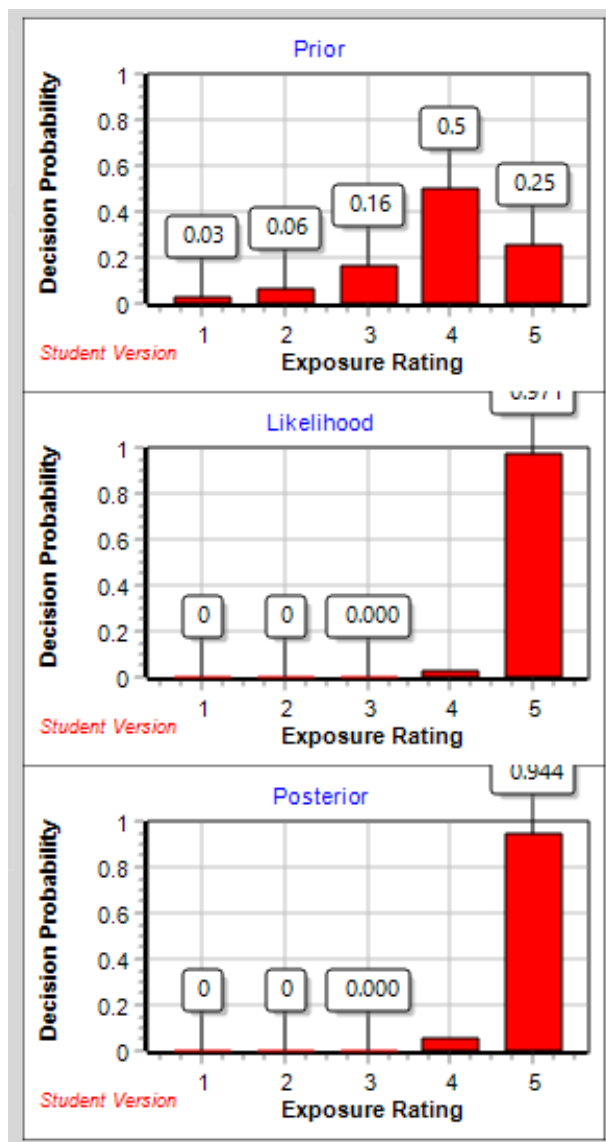 Prior
Decision Probability
1
0.8
0.6
0.4
0.2
0
0.03
0.06
0.16
0.5
0.25
1 2 3 4 5
Student Version
Exposure Rating
Likelihood
0.971
Decision Probability
1
0.8
0.6
0.4
0.2
0
0
0
0.000
1 2 3 4 5
Student Version
Exposure Rating
Posterior
0.944
Decision Probability
1
0.8
0.6
0.4
0.2
0
0
0
0.000
1 2 3 4 5
Student Version
Exposure Rating